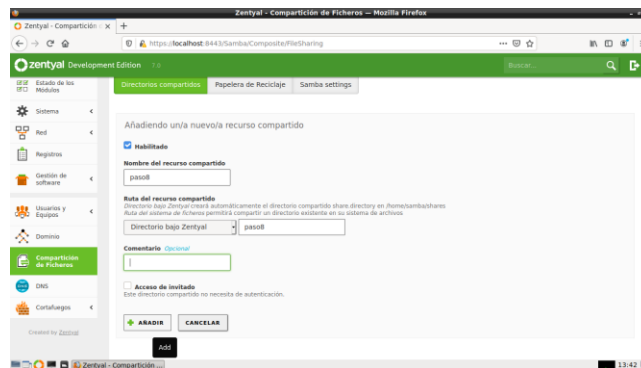 Zentyal - Compartición de Ficheros — Mozilla Firefox
Zentyal - Compartición
https://localhost:8443/Samba/Composite/FileSharing
zentyal Development Edition 7.0
Buscar...
Estado de los
Módulos
Sistema
Red
Registros
Gestión de
software
Usuarios y
Equipos
Dominio
Compartición
de Ficheros
DNS
Cortafuegos
Created by Zentyal
Directorios compartidos
Papelera de Reciclaje
Samba settings
Añadiendo un/a nuevo/a recurso compartido
Habilitado
Nombre del recurso compartido
paso8
Ruta del recurso compartido
Directorio bajo Zentyal creará automáticamente el directorio compartido share.directory en /home/samba/shares
Ruta del sistema de ficheros permitirá compartir un directorio existente en su sistema de archivos
Directorio bajo Zentyal
paso8
Comentario Opcional
Acceso de invitado
Este directorio compartido no necesita de autenticación.
AÑADIR
CANCELAR
Add
Zentyal - Compartición ...
13:42